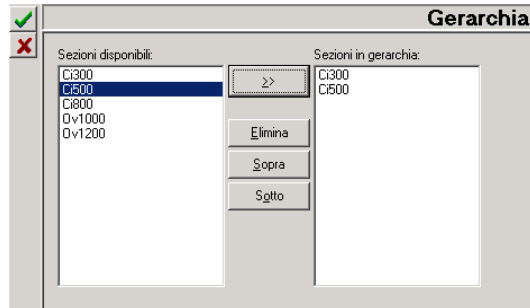 Gerarchia
Sezioni disponibili:
Ci300
Ci500
Ci800
Ov1000
Ov1200
>>
Elimina
Sopra
Sotto
Sezioni in gerarchia:
Ci300
Ci500